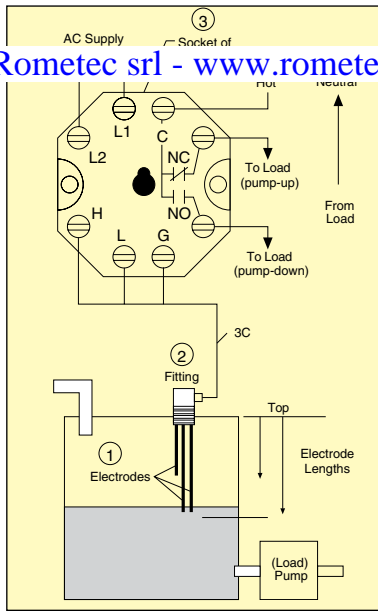 3
AC Supply
Socket of
Rometec srl - www.romete
Hot
Neutral
L1
C
L2
NC
To Load
(pump-up)
H
NO
From
Load
L
G
To Load
(pump-down)
3C
2
Fitting
Top
1
Electrodes
Electrode
Lengths
(Load)
Pump